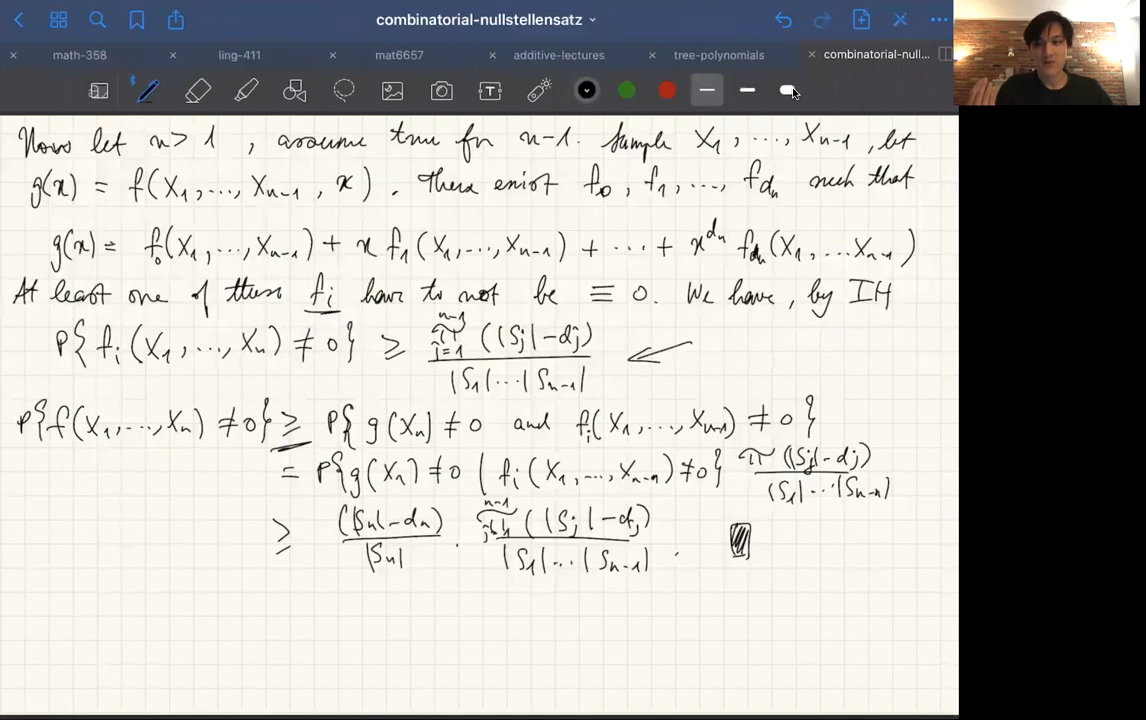 combinatorial-nullstellensatz
math-358 ling-411 mat6657 additive-lectures tree-polynomials combinatorial-null...
Now let n > 1, assume true for n-1. Sample X₁, ..., Xₙ₋₁, let
g(x) = f(X₁, ..., Xₙ₋₁, x). There exist f₀, f₁, ..., f_{dₙ} such that
g(x) = f₀(X₁, ..., Xₙ₋₁) + x f₁(X₁, ..., Xₙ₋₁) + ... + x^{dₙ} f_{dₙ}(X₁, ... Xₙ₋₁)
At least one of these fᵢ have to not be ≡ 0. We have, by IH
P{fᵢ(X₁, ..., Xₙ) ≠ 0} ≥ ∏_{j=1}^{n-1} (|Sⱼ| - dⱼ) / |S₁|...|Sₙ₋₁|
P{f(X₁, ..., Xₙ) ≠ 0} ≥ P{g(Xₙ) ≠ 0 and fᵢ(X₁, ..., Xₙ₋₁) ≠ 0}
= P{g(Xₙ) ≠ 0 | fᵢ(X₁, ..., Xₙ₋₁) ≠ 0} ∏(|Sⱼ| - dⱼ) / |S₁|...|Sₙ₋₁|
≥ (|Sₙ| - dₙ) / |Sₙ| · ∏_{j=1}^{n-1} (|Sⱼ| - dⱼ) / |S₁|...|Sₙ₋₁| .